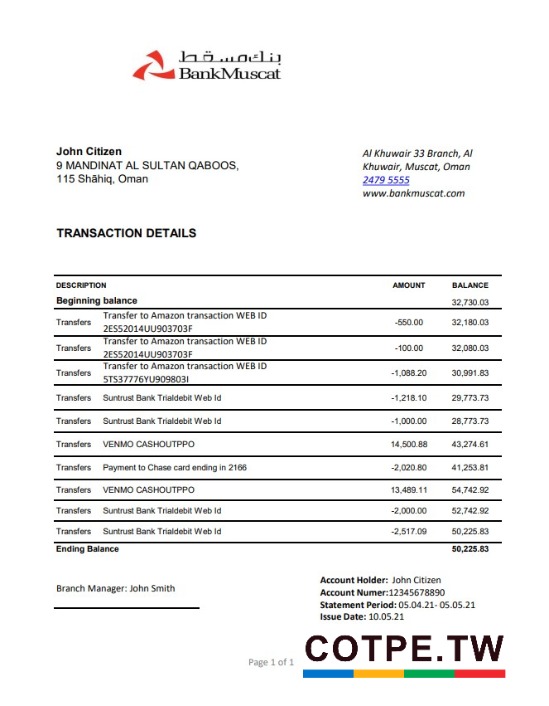 بنك مسقط
BankMuscat
John Citizen
9 MANDINAT AL SULTAN QABOOS,
115 Shāhiq, Oman
Al Khuwair 33 Branch, Al
Khuwair, Muscat, Oman
2479 5555
www.bankmuscat.com
TRANSACTION DETAILS
DESCRIPTION AMOUNT BALANCE
Beginning balance 32,730.03
Transfers Transfer to Amazon transaction WEB ID
2ES52014UU903703F -550.00 32,180.03
Transfers Transfer to Amazon transaction WEB ID
2ES52014UU903703F -100.00 32,080.03
Transfers Transfer to Amazon transaction WEB ID
5TS37776YU909803I -1,088.20 30,991.83
Transfers Suntrust Bank Trialdebit Web Id -1,218.10 29,773.73
Transfers Suntrust Bank Trialdebit Web Id -1,000.00 28,773.73
Transfers VENMO CASHOUTPPO 14,500.88 43,274.61
Transfers Payment to Chase card ending in 2166 -2,020.80 41,253.81
Transfers VENMO CASHOUTPPO 13,489.11 54,742.92
Transfers Suntrust Bank Trialdebit Web Id -2,000.00 52,742.92
Transfers Suntrust Bank Trialdebit Web Id -2,517.09 50,225.83
Ending Balance 50,225.83
Branch Manager: John Smith
Account Holder: John Citizen
Account Numer:12345678890
Statement Period: 05.04.21- 05.05.21
Issue Date: 10.05.21
Page 1 of 1
COTPE.TW